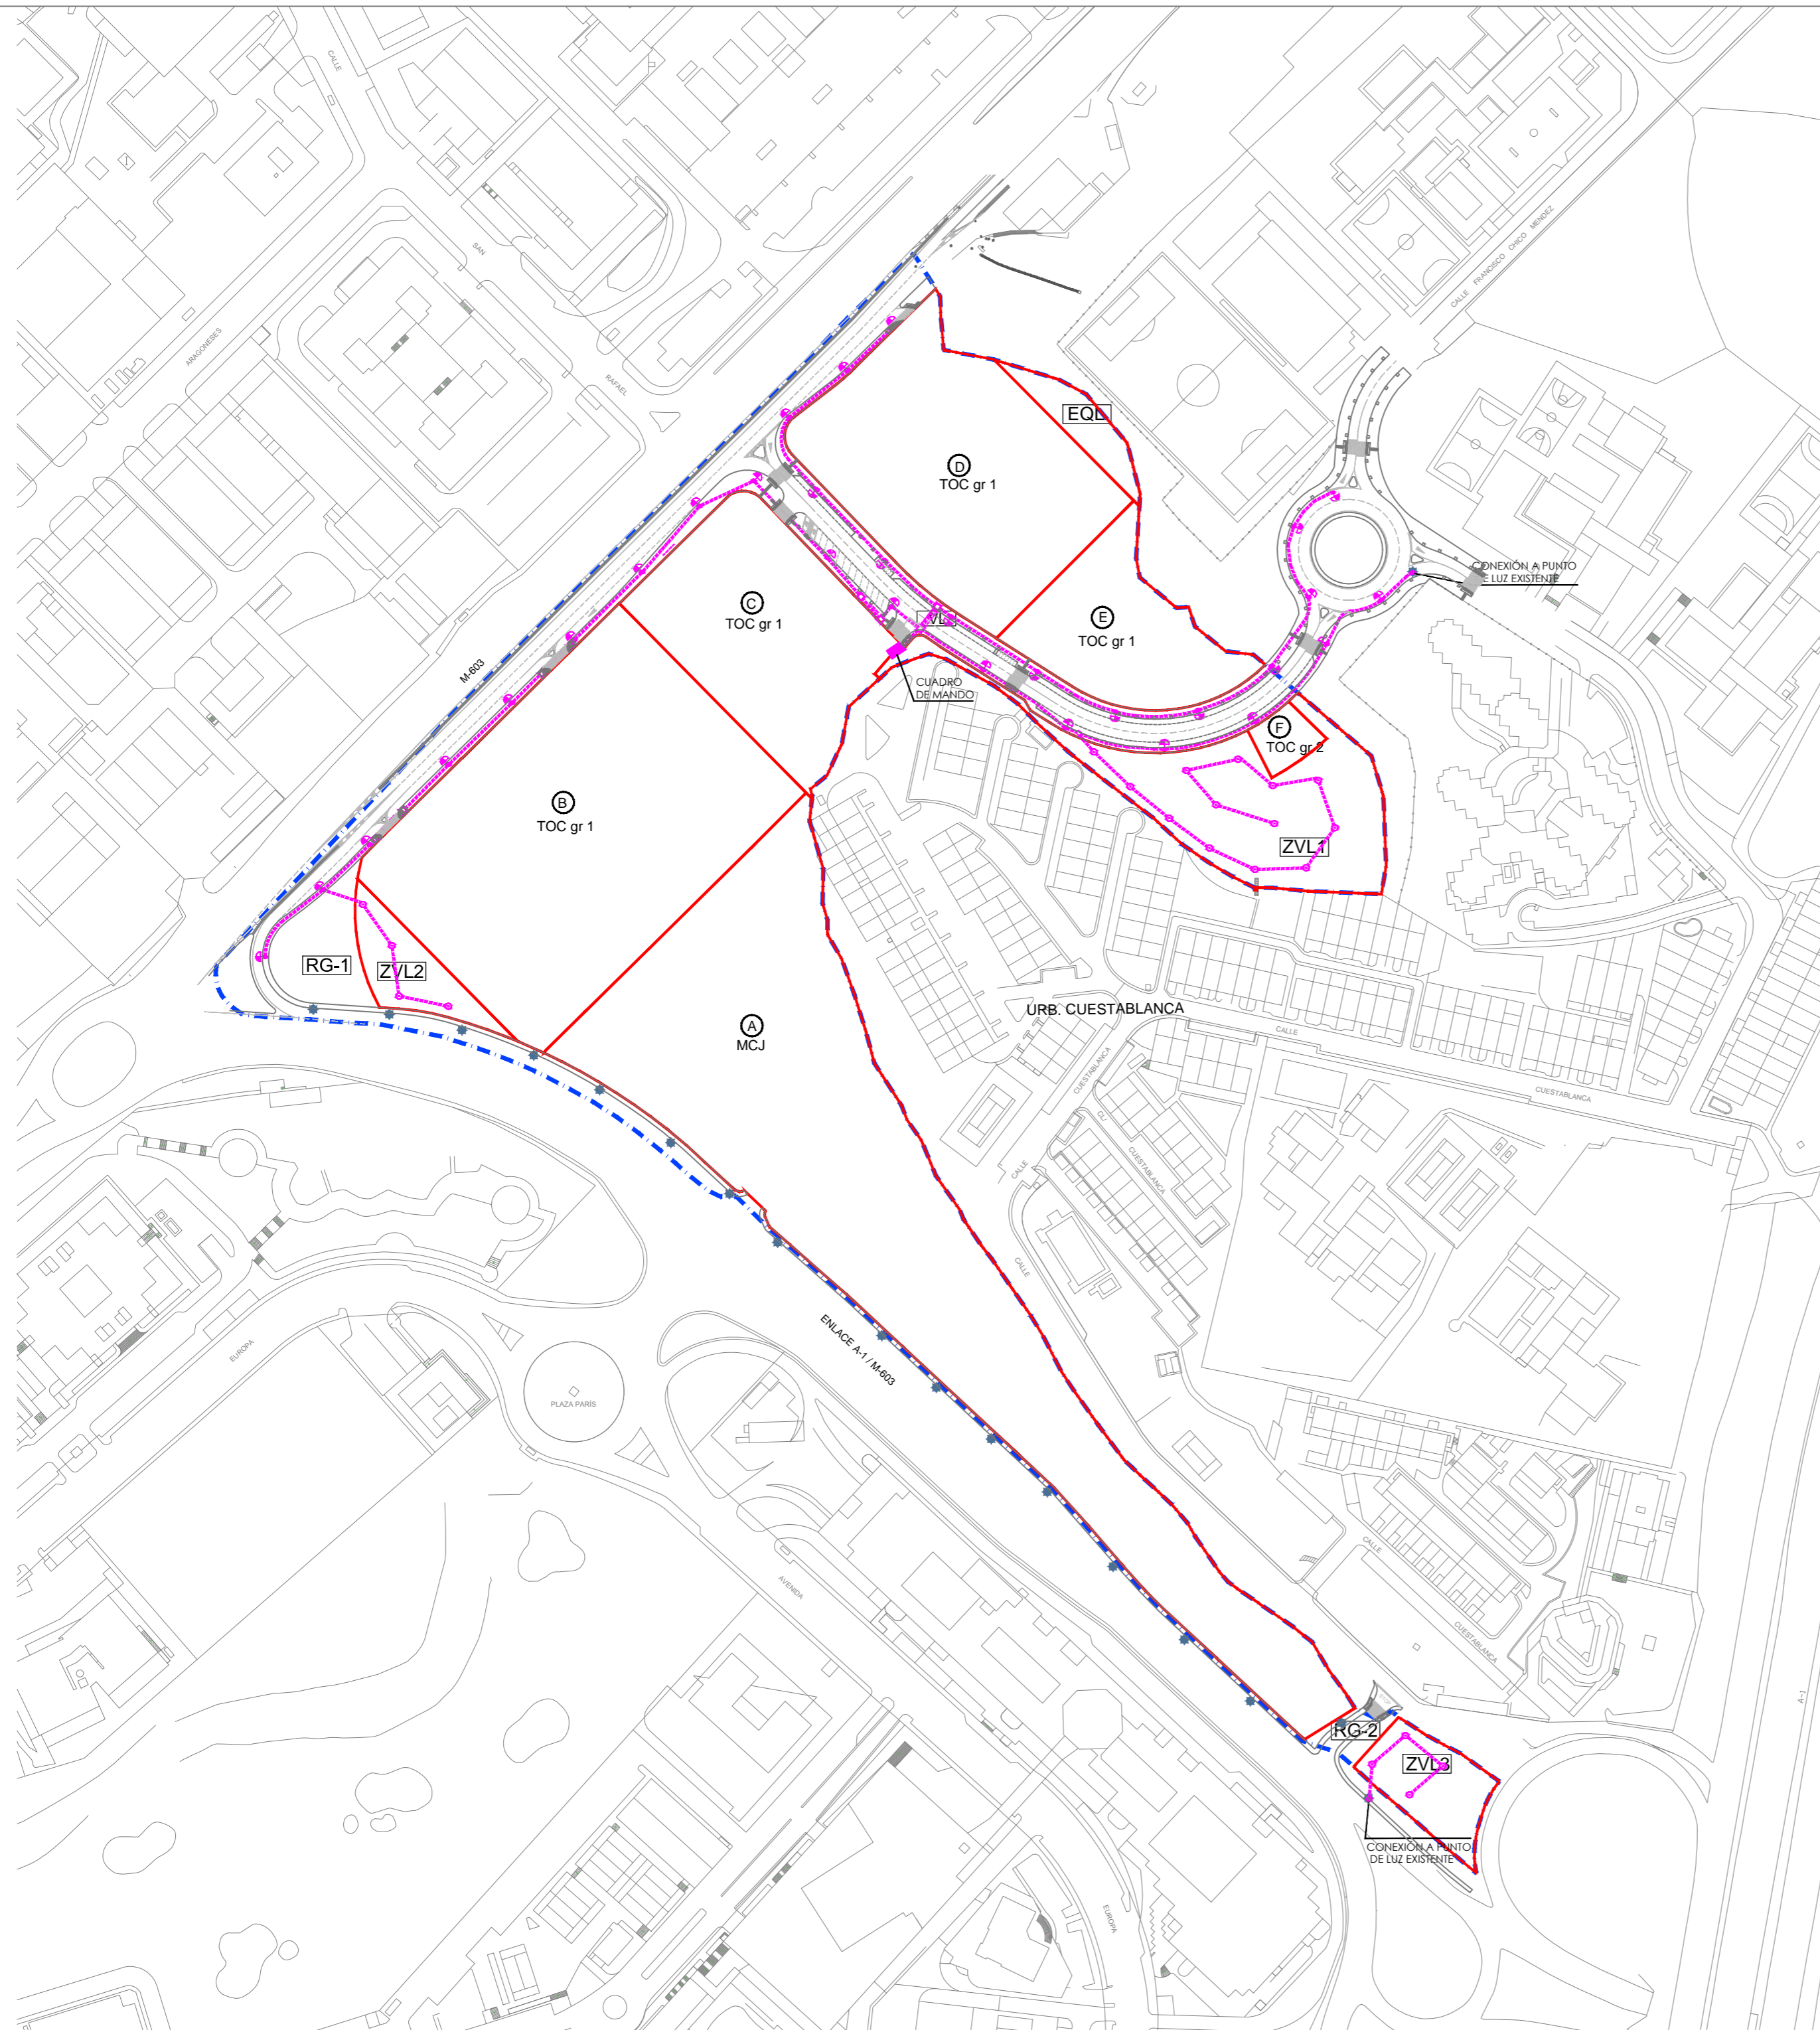 CALLE
ARAGONESES
SAN
RAFAEL
CALLE FRANCISCO CHICO MENDEZ
EQL
D
TOC gr 1
CONEXIÓN A PUNTO
DE LUZ EXISTENTE
C
TOC gr 1
E
TOC gr 1
M-603
CUADRO
DE MANDO
F
TOC gr 2
B
TOC gr 1
ZVL1
RG-1
ZVL2
URB. CUESTABLANCA
A
MCJ
CALLE
CUESTABLANCA
CUESTABLANCA
CL/
CUESTABLANCA
CALLE
CALLE
EUROPA
ENLACE A-1 / M-603
PLAZA PARÍS
CALLE
CUESTABLANCA
AVENIDA
A-1
RG-2
ZVL3
CONEXIÓN A PUNTO
DE LUZ EXISTENTE
EUROPA